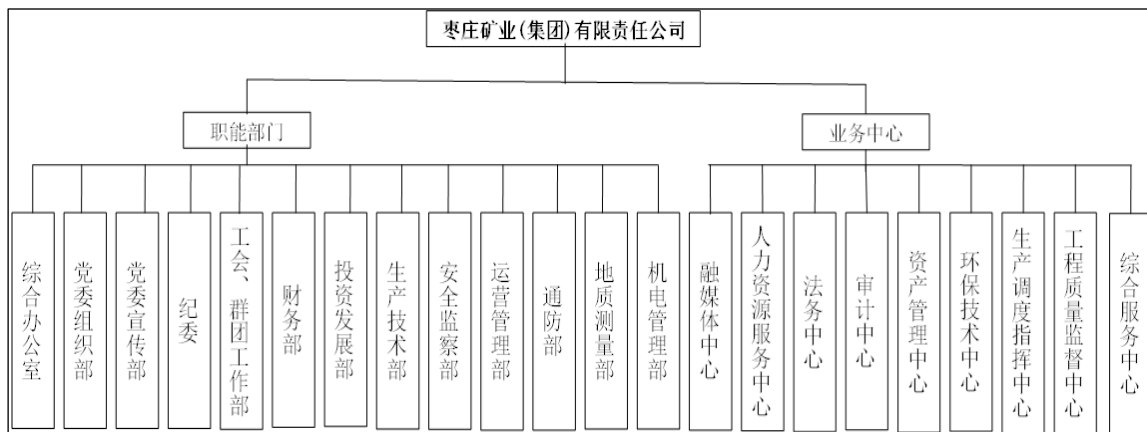 枣庄矿业(集团)有限责任公司
职能部门
业务中心
综合办公室
党委组织部
党委宣传部
纪委
工会、群团工作部
财务部
投资发展部
生产技术部
安全监察部
运营管理部
通防部
地质测量部
机电管理部
融媒体中心
人力资源服务中心
法务中心
审计中心
资产管理中心
环保技术中心
生产调度指挥中心
工程质量监督中心
综合服务中心